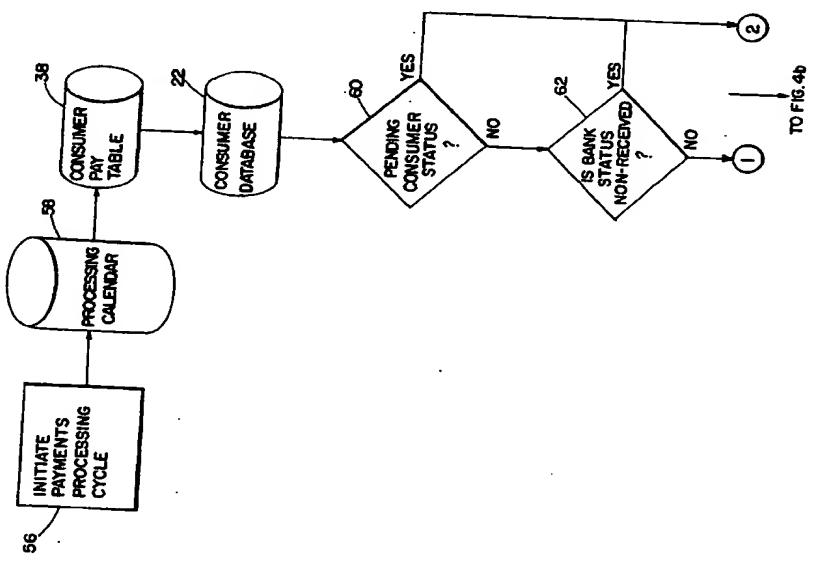 56
INITIATE
PAYMENTS
PROCESSING
CYCLE
58
PROCESSING
CALENDAR
38
CONSUMER
PAY
TABLE
22
CONSUMER
DATABASE
60
PENDING
CONSUMER
STATUS
?
YES
NO
62
IS BANK
STATUS
NON-RECEIVED
?
YES
NO
1
2
TO FIG. 4b